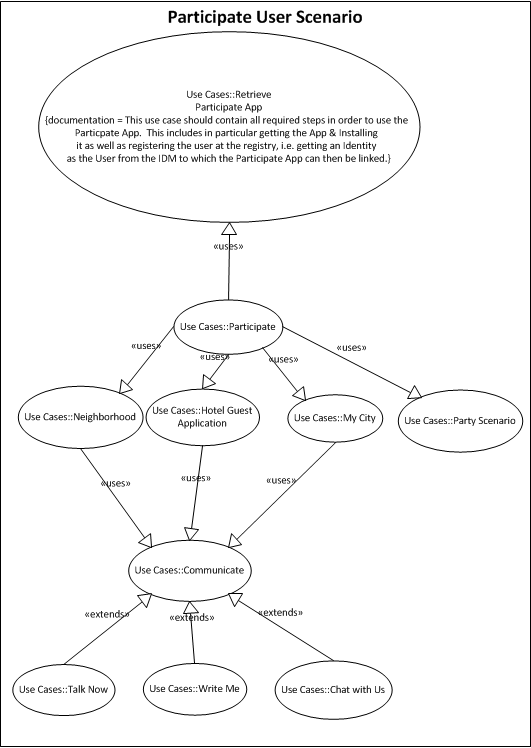 Participate User Scenario
Use Cases::Retrieve
Participate App
{documentation = This use case should contain all required steps in order to use the
Particpate App. This includes in particular getting the App & Installing
it as well as registering the user at the registry, i.e. getting an Identity
as the User from the IDM to which the Participate App can then be linked.}
«uses»
Use Cases::Participate
«uses»
«uses»
«uses»
«uses»
Use Cases::Neighborhood
Use Cases::Hotel Guest
Application
Use Cases::My City
Use Cases::Party Scenario
«uses»
«uses»
«uses»
Use Cases::Communicate
«extends»
«extends»
«extends»
Use Cases::Talk Now
Use Cases::Write Me
Use Cases::Chat with Us